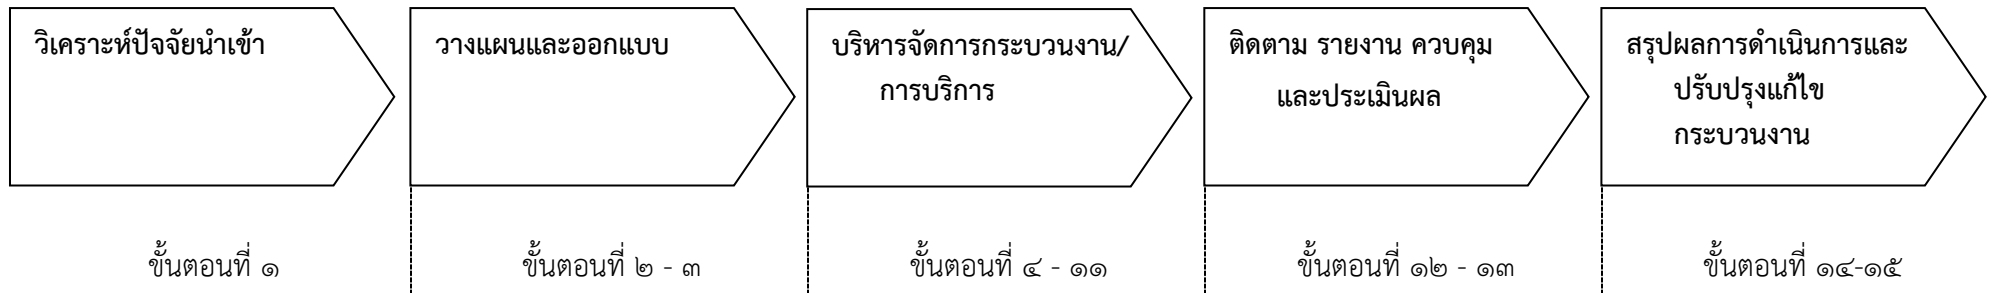 วิเคราะห์ปัจจัยนำเข้า
วางแผนและออกแบบ
บริหารจัดการกระบวนงาน/
การบริการ
ติดตาม รายงาน ควบคุม
และประเมินผล
สรุปผลการดำเนินการและ
ปรับปรุงแก้ไข
กระบวนงาน
ขั้นตอนที่ ๑
ขั้นตอนที่ ๒ - ๓
ขั้นตอนที่ ๔ - ๑๑
ขั้นตอนที่ ๑๒ - ๑๓
ขั้นตอนที่ ๑๔-๑๕